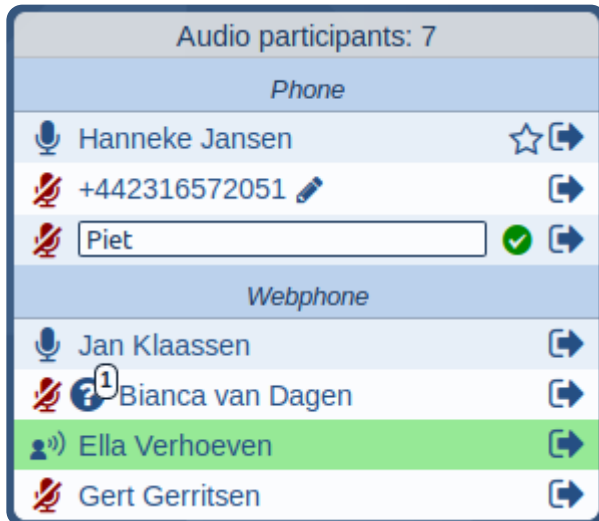 Audio participants: 7
Phone
Hanneke Jansen
+442316572051
Piet
Webphone
Jan Klaassen
? 1 Bianca van Dagen
Ella Verhoeven
Gert Gerritsen